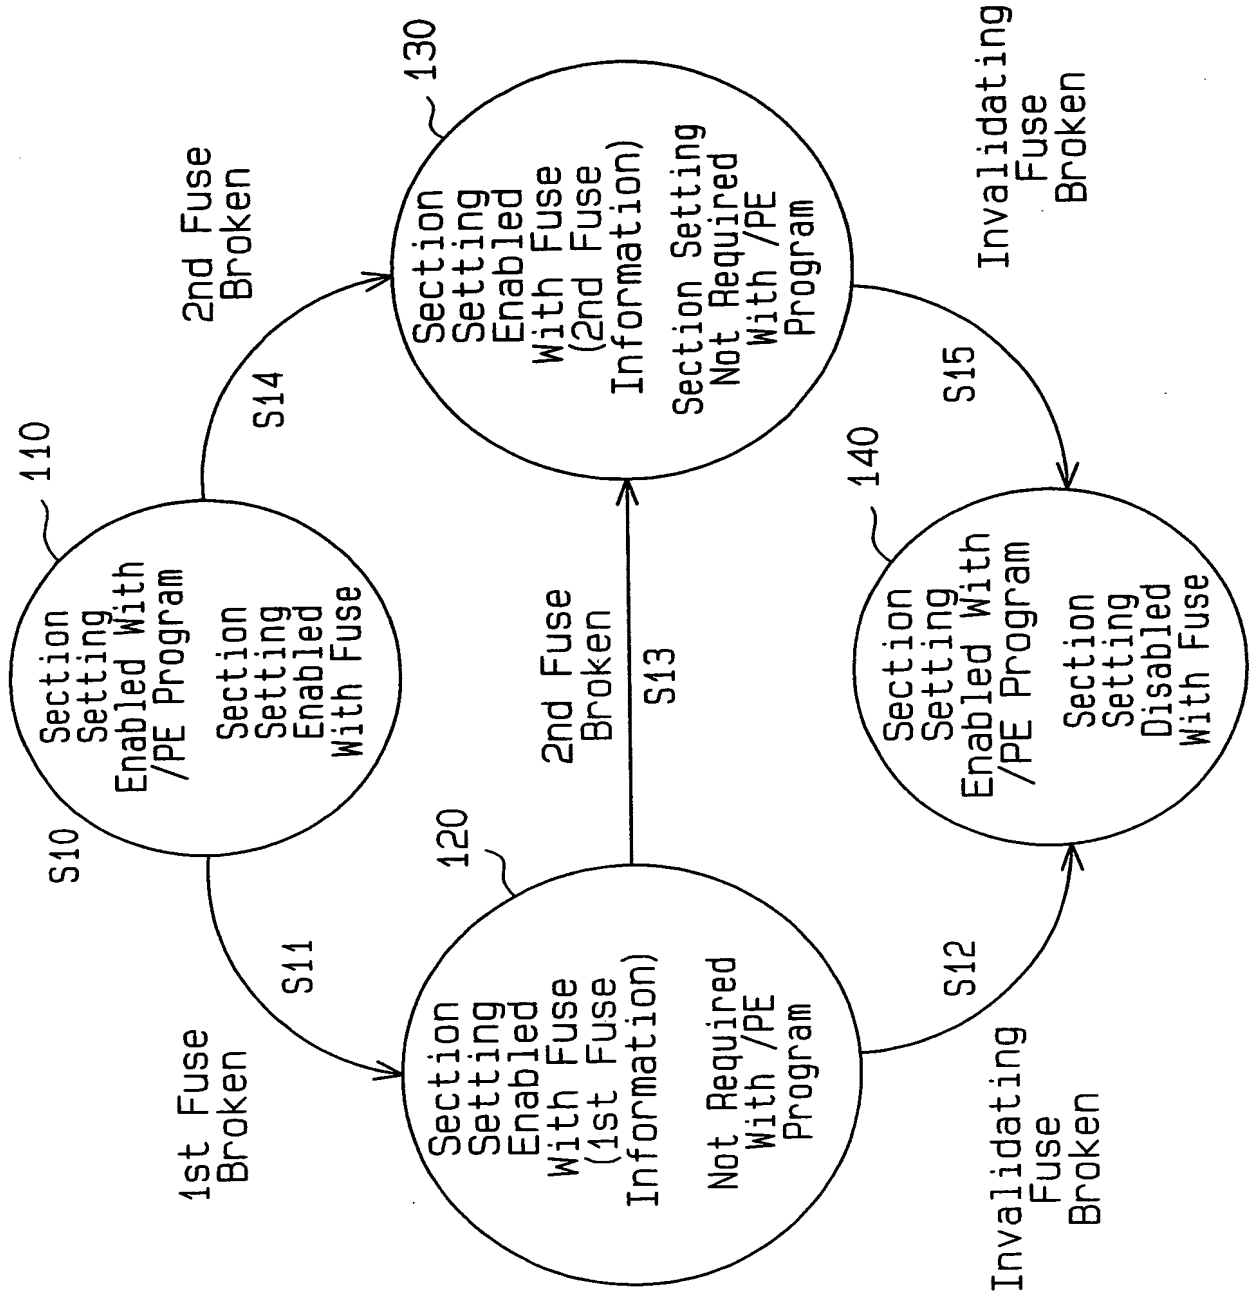 S10
110
Section
Setting
Enabled With
/PE Program
Section
Setting
Enabled
With Fuse
1st Fuse
Broken
S11
2nd Fuse
Broken
S14
120
Section
Setting
Enabled
With Fuse
(1st Fuse
Information)
Not Required
With /PE
Program
2nd Fuse
Broken
S13
130
Section
Setting
Enabled
With Fuse
(2nd Fuse
Information)
Section Setting
Not Required
With /PE
Program
Invalidating
Fuse
Broken
S12
140
Section
Setting
Enabled With
/PE Program
Section
Setting
Disabled
With Fuse
S15
Invalidating
Fuse
Broken